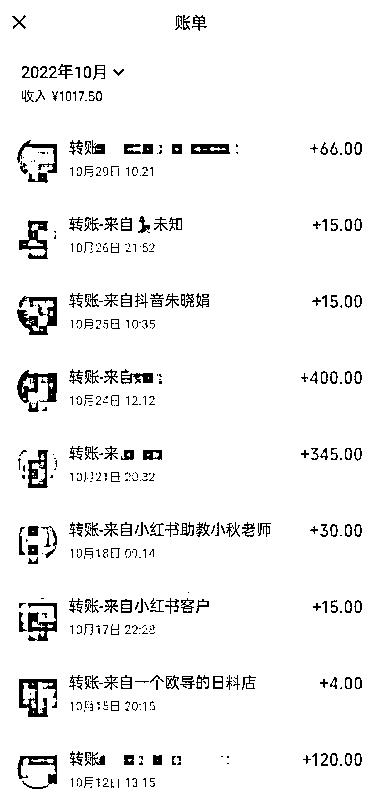 账单
2022年10月
收入 ¥1017.50
转账 +66.00
10月29日 10:21
转账-来自 未知 +15.00
10月26日 21:52
转账-来自抖音朱晓娟 +15.00
10月25日 10:35
转账-来自 +400.00
10月24日 12:12
转账-来 +345.00
10月21日 20:32
转账-来自小红书助教小秋老师 +30.00
10月18日 09:14
转账-来自小红书客户 +15.00
10月17日 22:28
转账-来自一个欧导的日料店 +4.00
10月15日 20:15
转账 +120.00
10月12日 13:15